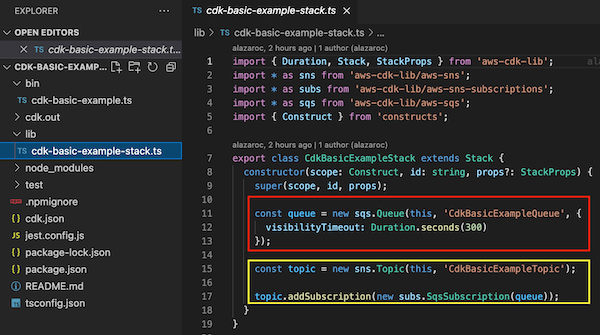 EXPLORER
OPEN EDITORS
TS cdk-basic-example-stack.t...
CDK-BASIC-EXAMP...
bin
TS cdk-basic-example.ts
cdk.out
lib
TS cdk-basic-example-stack.ts
node_modules
test
.npmignore
cdk.json
jest.config.js
package-lock.json
package.json
README.md
tsconfig.json
TS cdk-basic-example-stack.ts
lib > TS cdk-basic-example-stack.ts > ...
alazaroc, 2 hours ago | 1 author (alazaroc)
1 import { Duration, Stack, StackProps } from 'aws-cdk-lib';
2 import * as sns from 'aws-cdk-lib/aws-sns';
3 import * as subs from 'aws-cdk-lib/aws-sns-subscriptions';
4 import * as sqs from 'aws-cdk-lib/aws-sqs';
5 import { Construct } from 'constructs';
6
alazaroc, 2 hours ago | 1 author (alazaroc)
7 export class CdkBasicExampleStack extends Stack {
8 constructor(scope: Construct, id: string, props?: StackProps) {
9 super(scope, id, props);
10
11 const queue = new sqs.Queue(this, 'CdkBasicExampleQueue', {
12 visibilityTimeout: Duration.seconds(300)
13 });
14
15 const topic = new sns.Topic(this, 'CdkBasicExampleTopic');
16
17 topic.addSubscription(new subs.SqsSubscription(queue));
18 }
19 }